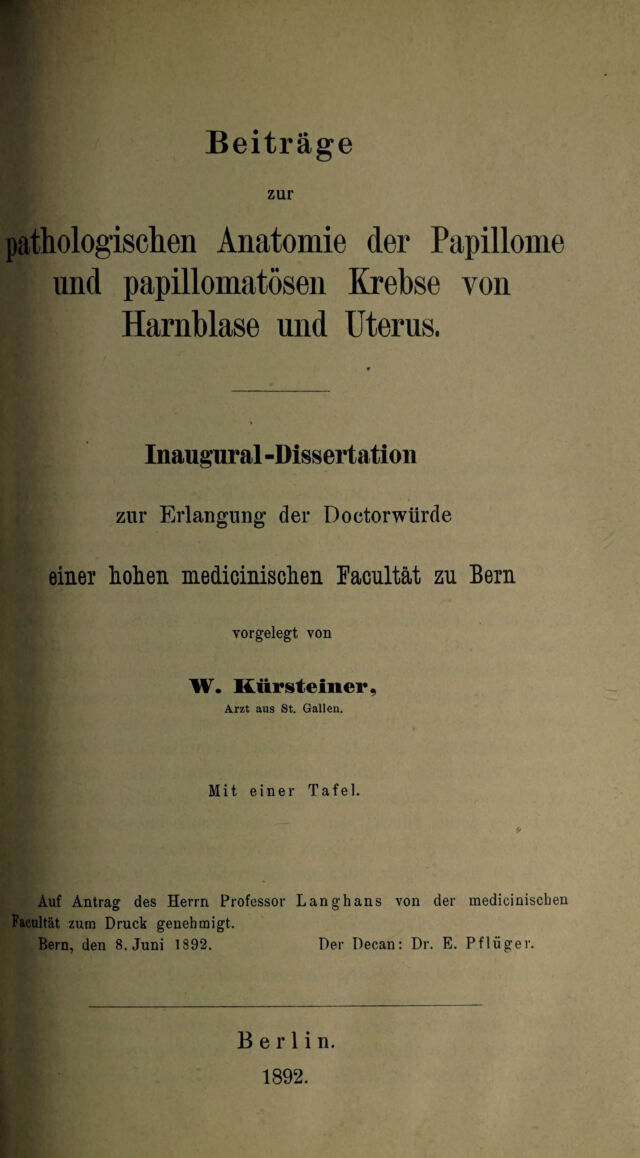 Beiträge
zur
pathologischen Anatomie der Papillome
und papillomatösen Krebse von
Harnblase und Uterus.
Inaugural-Dissertation
zur Erlangung der Doctorwürde
einer hohen medicinischen Facultät zu Bern
vorgelegt von
W. Kürsteiner,
Arzt aus St. Gallen.
Mit einer Tafel.
Auf Antrag des Herrn Professor Langhans von der medicinischen
Facultät zum Druck genehmigt.
Bern, den 8. Juni 1892. Der Decan: Dr. E. Pflüger.
Berlin.
1892.